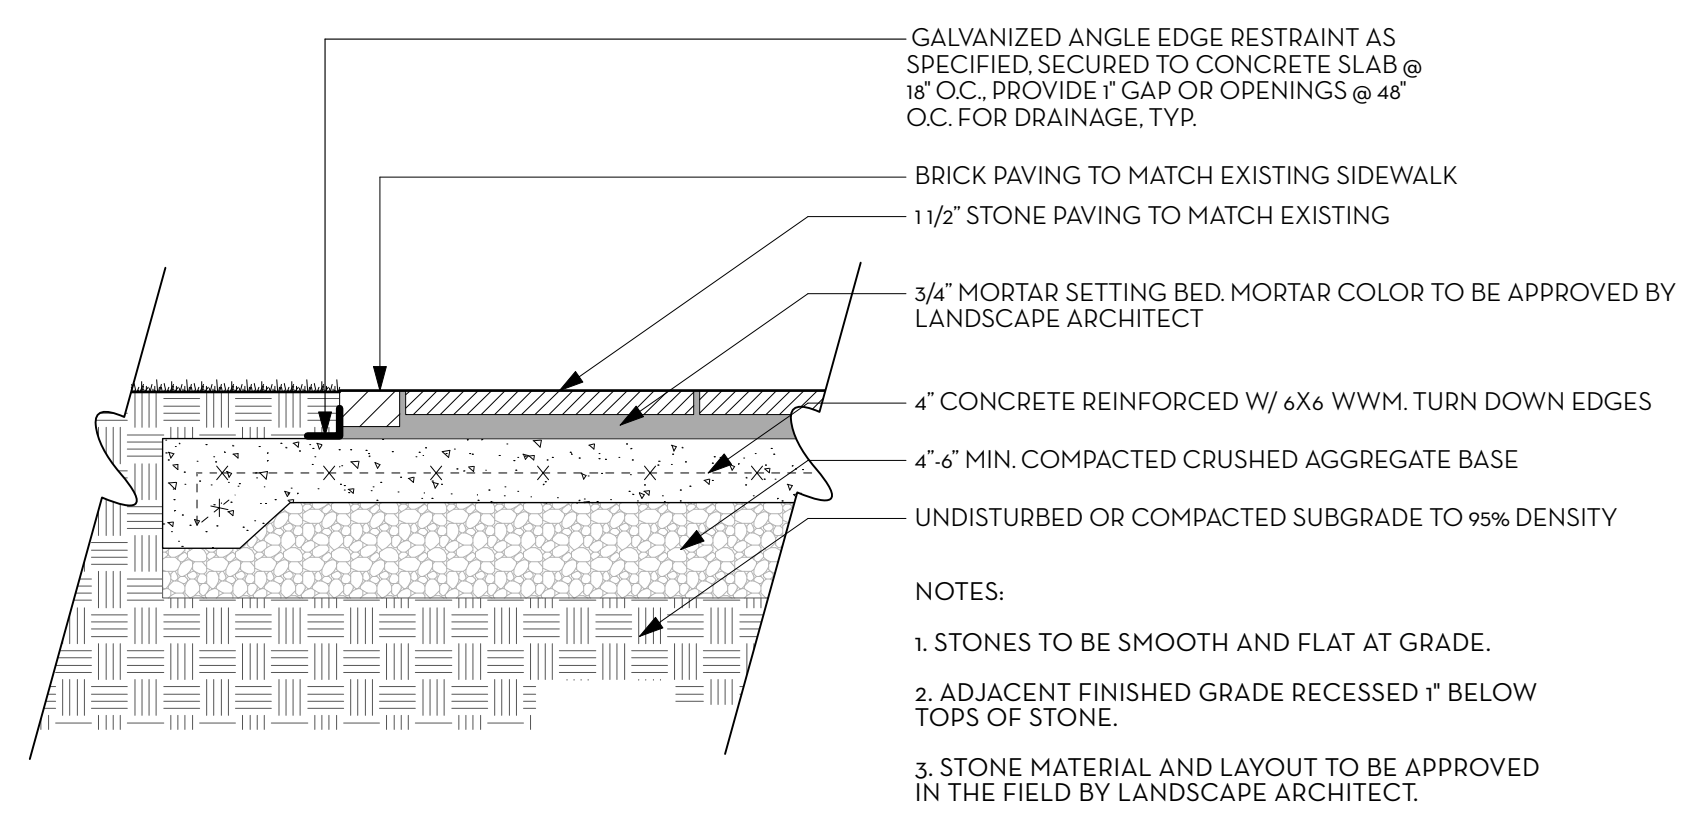 GALVANIZED ANGLE EDGE RESTRAINT AS
SPECIFIED, SECURED TO CONCRETE SLAB @
18" O.C., PROVIDE 1" GAP OR OPENINGS @ 48"
O.C. FOR DRAINAGE, TYP.
BRICK PAVING TO MATCH EXISTING SIDEWALK
1 1/2” STONE PAVING TO MATCH EXISTING
3/4” MORTAR SETTING BED. MORTAR COLOR TO BE APPROVED BY
LANDSCAPE ARCHITECT
4” CONCRETE REINFORCED W/ 6X6 WWM. TURN DOWN EDGES
4”-6” MIN. COMPACTED CRUSHED AGGREGATE BASE
UNDISTURBED OR COMPACTED SUBGRADE TO 95% DENSITY
NOTES:
1. STONES TO BE SMOOTH AND FLAT AT GRADE.
2. ADJACENT FINISHED GRADE RECESSED 1" BELOW
TOPS OF STONE.
3. STONE MATERIAL AND LAYOUT TO BE APPROVED
IN THE FIELD BY LANDSCAPE ARCHITECT.